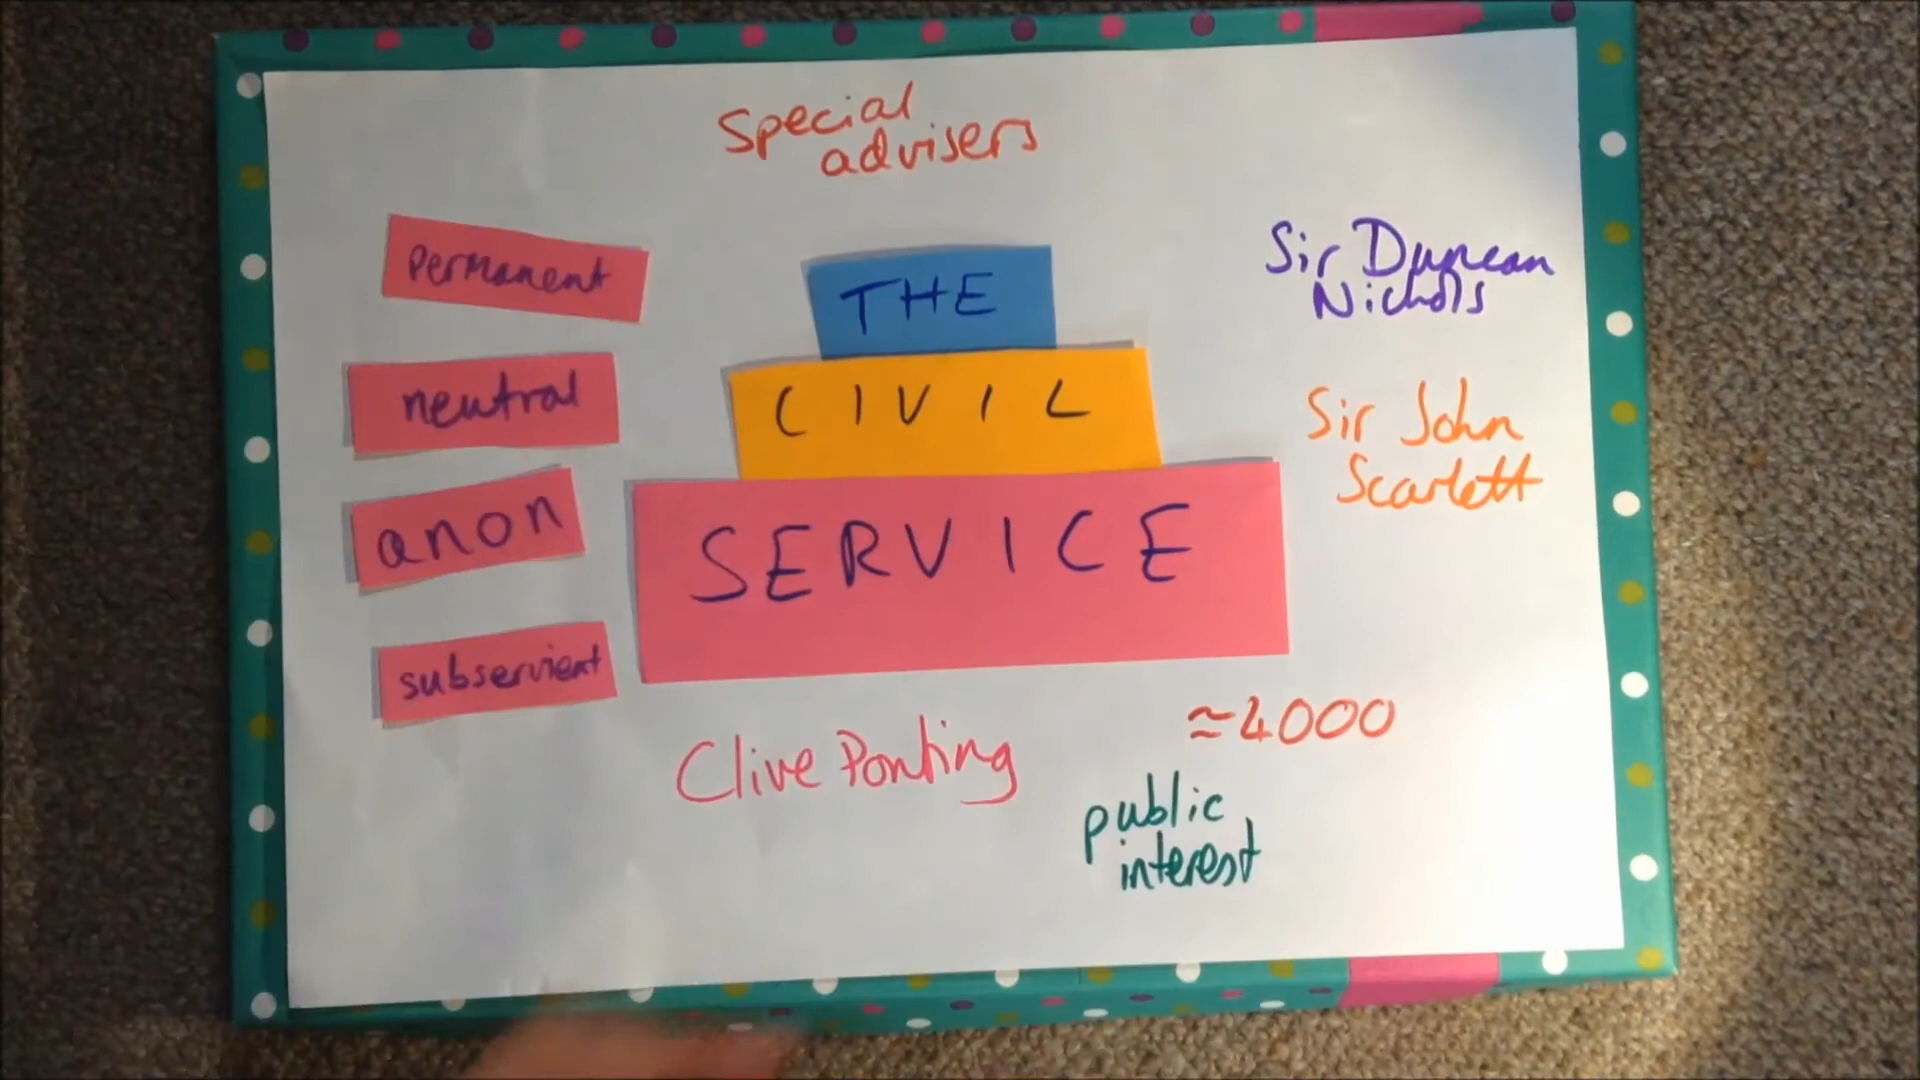 Special
advisers
permanent
neutral
anon
subservient
THE
CIVIL
SERVICE
Sir Duncan
Nichols
Sir John
Scarlett
Clive Ponting
≈4000
public
interest